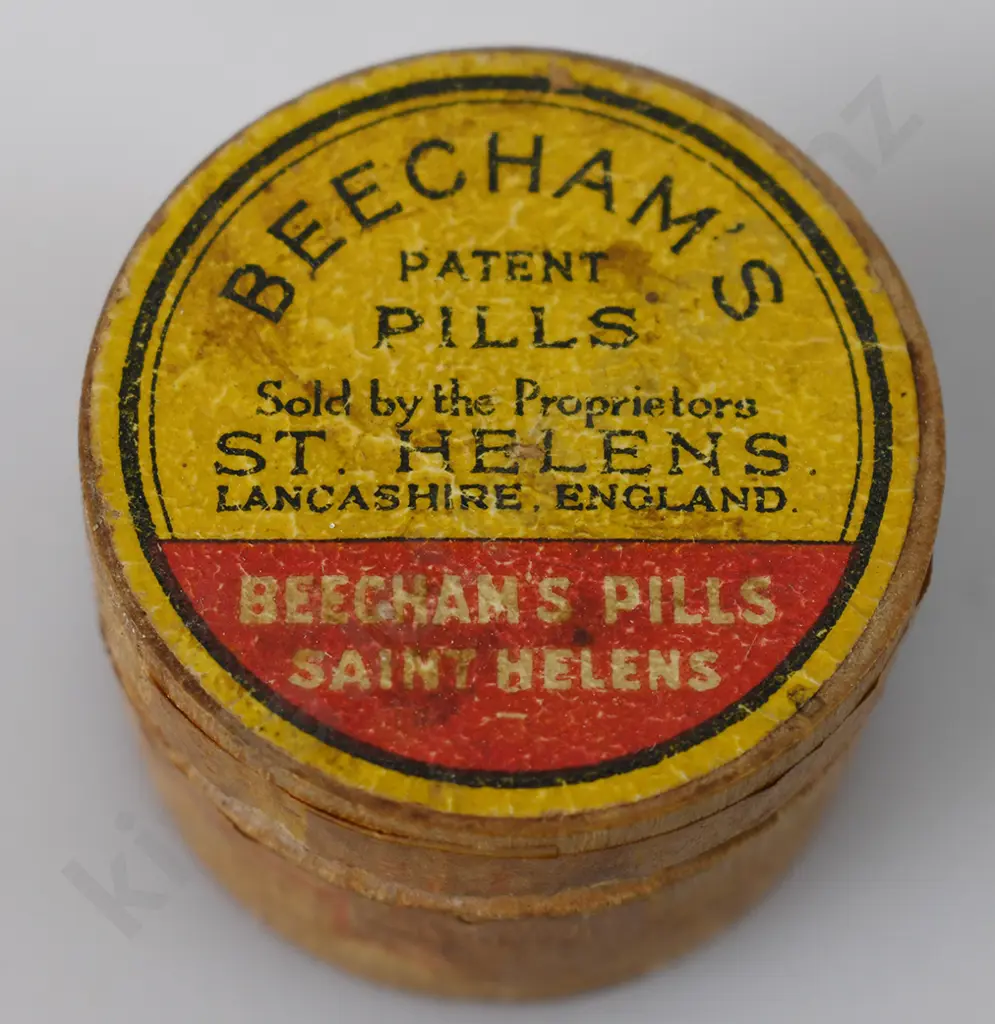 BEECHAM'S
PATENT
PILLS
Sold by the Proprietors
ST. HELENS.
LANCASHIRE, ENGLAND.
BEECHAM'S PILLS
SAINT HELENS